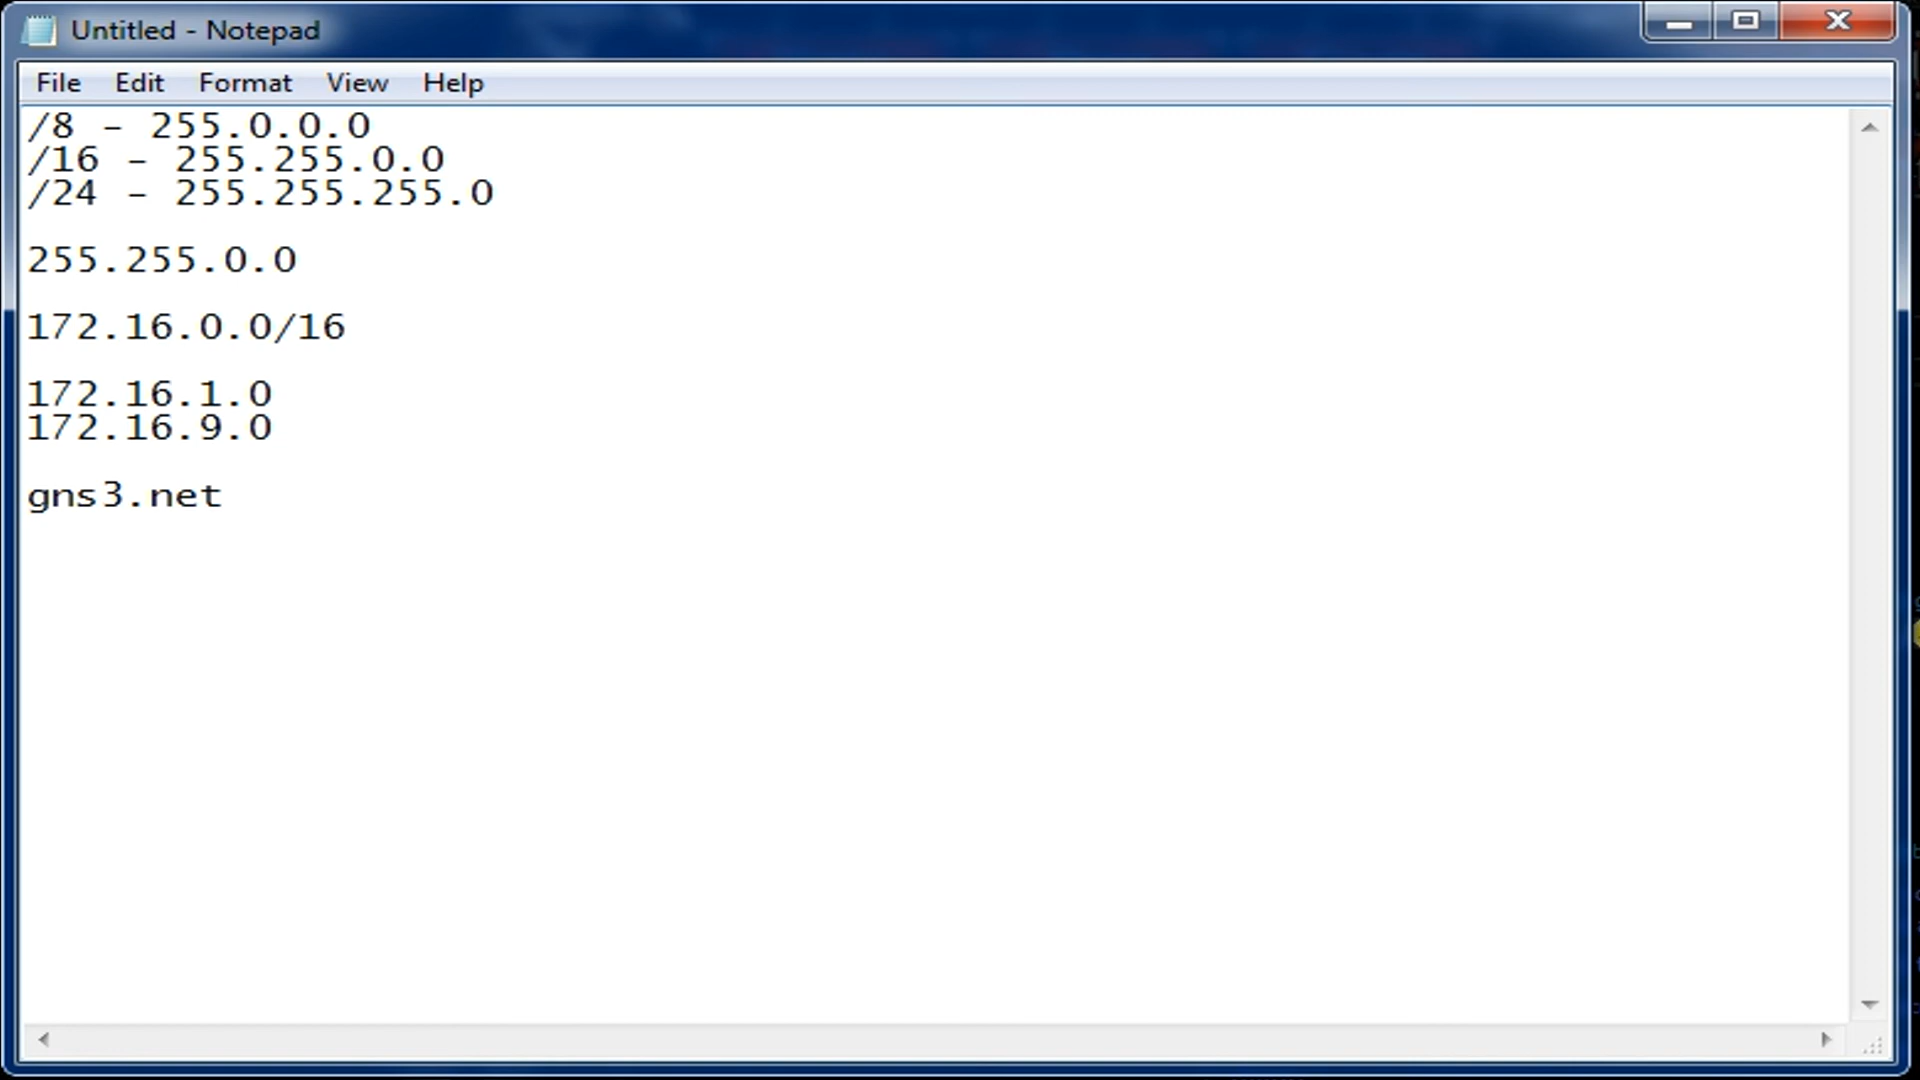 Untitled - Notepad
File Edit Format View Help
/8 - 255.0.0.0
/16 - 255.255.0.0
/24 - 255.255.255.0
255.255.0.0
172.16.0.0/16
172.16.1.0
172.16.9.0
gns3.net